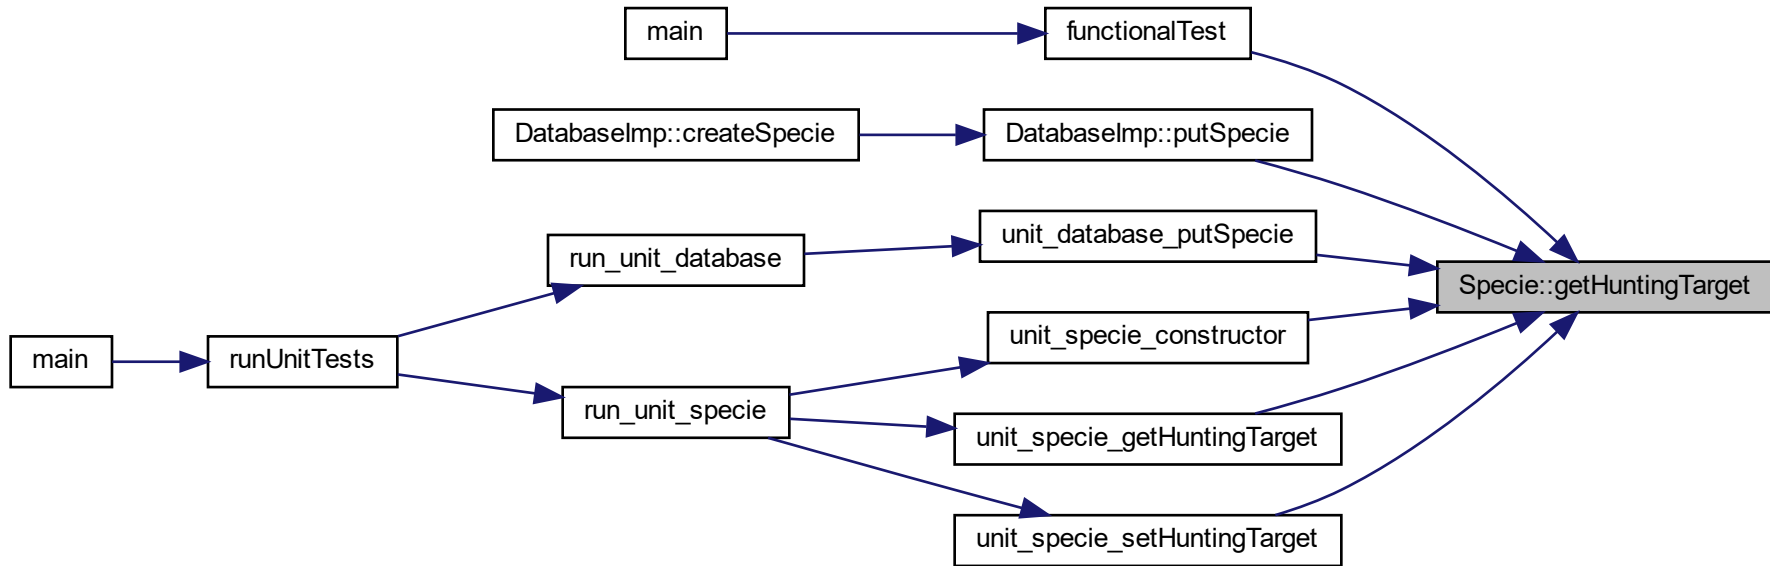 main
functionalTest
DatabaseImp::createSpecie
DatabaseImp::putSpecie
unit_database_putSpecie
run_unit_database
Specie::getHuntingTarget
unit_specie_constructor
main
runUnitTests
run_unit_specie
unit_specie_getHuntingTarget
unit_specie_setHuntingTarget